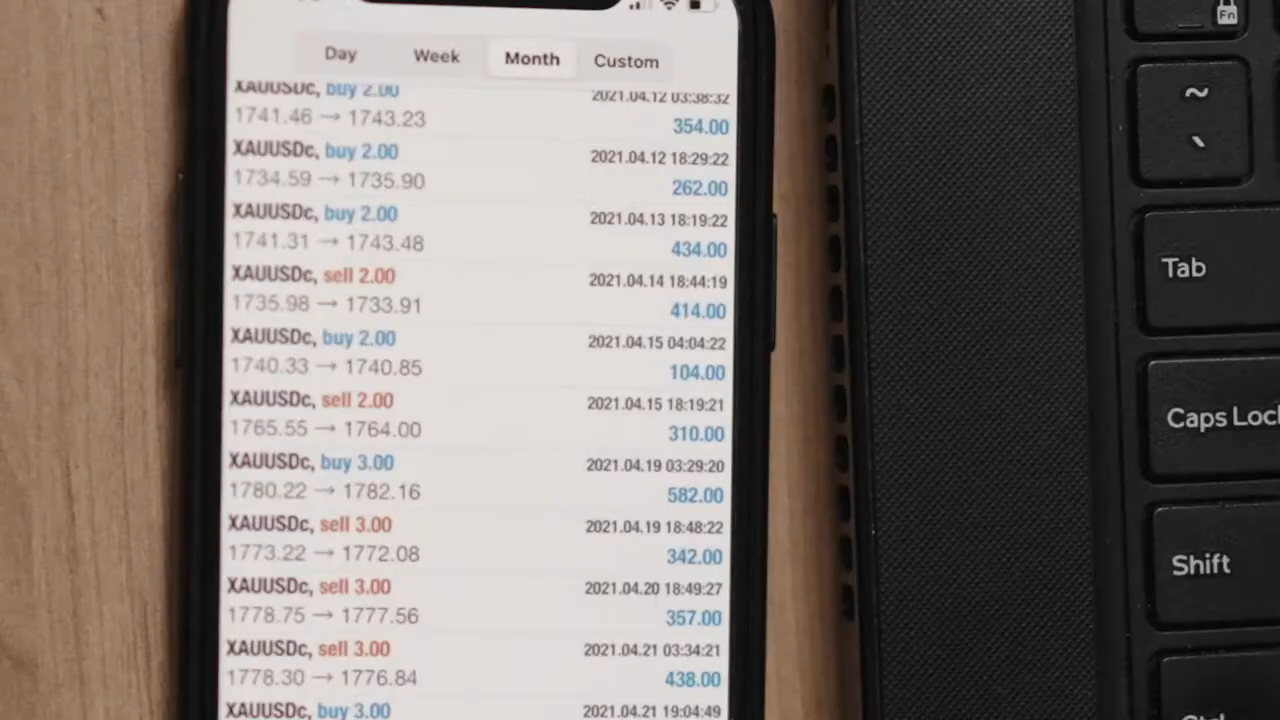 Day Week Month Custom
XAUUSDc, buy 2.00 2021.04.12 03:38:32
1741.46 → 1743.23 354.00
XAUUSDc, buy 2.00 2021.04.12 18:29:22
1734.59 → 1735.90 262.00
XAUUSDc, buy 2.00 2021.04.13 18:19:22
1741.31 → 1743.48 434.00
XAUUSDc, sell 2.00 2021.04.14 18:44:19
1735.98 → 1733.91 414.00
XAUUSDc, buy 2.00 2021.04.15 04:04:22
1740.33 → 1740.85 104.00
XAUUSDc, sell 2.00 2021.04.15 18:19:21
1765.55 → 1764.00 310.00
XAUUSDc, buy 3.00 2021.04.19 03:29:20
1780.22 → 1782.16 582.00
XAUUSDc, sell 3.00 2021.04.19 18:48:22
1773.22 → 1772.08 342.00
XAUUSDc, sell 3.00 2021.04.20 18:49:27
1778.75 → 1777.56 357.00
XAUUSDc, sell 3.00 2021.04.21 03:34:21
1778.30 → 1776.84 438.00
XAUUSDc, buy 3.00 2021.04.21 19:04:49
Fn
~
`
Tab
Caps Loc
Shift